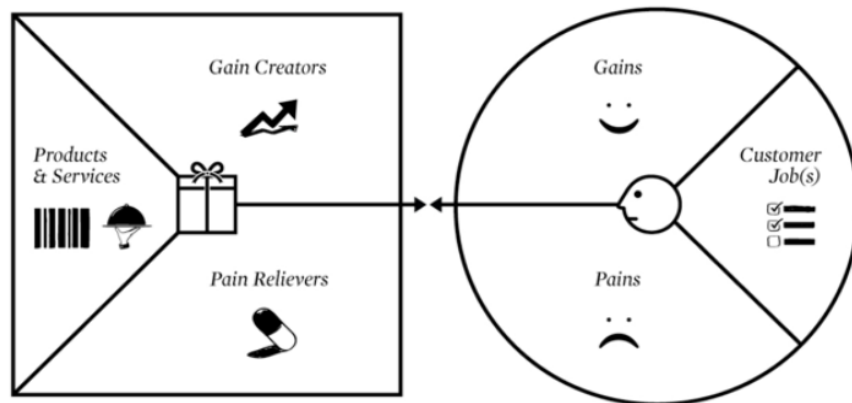 Gain Creators
Products
& Services
Pain Relievers
Gains
Customer
Job(s)
Pains